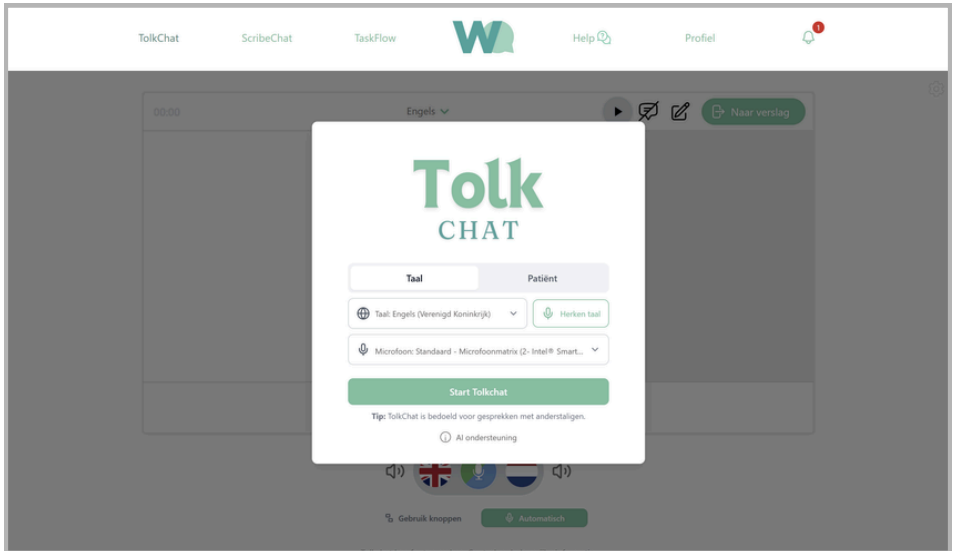 TolkChat ScribeChat TaskFlow W Help Profiel 1
00:00 Engels Naar verslag
Tolk
CHAT
Taal Patiënt
Taal: Engels (Verenigd Koninkrijk) Herken taal
Microfoon: Standaard - Microfoonmatrix (2- Intel® Smart...
Start Tolkchat
Tip: TolkChat is bedoeld voor gesprekken met anderstaligen.
AI ondersteuning
Gebruik knoppen Automatisch